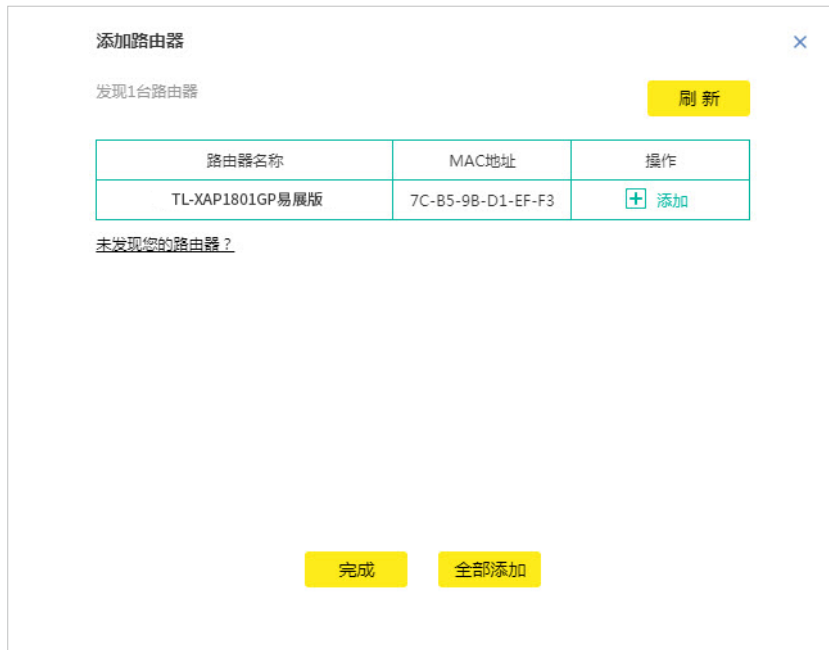 添加路由器
×
发现1台路由器
刷 新
路由器名称 MAC地址 操作
TL-XAP1801GP易展版 7C-B5-9B-D1-EF-F3 添加
未发现您的路由器？
完成 全部添加